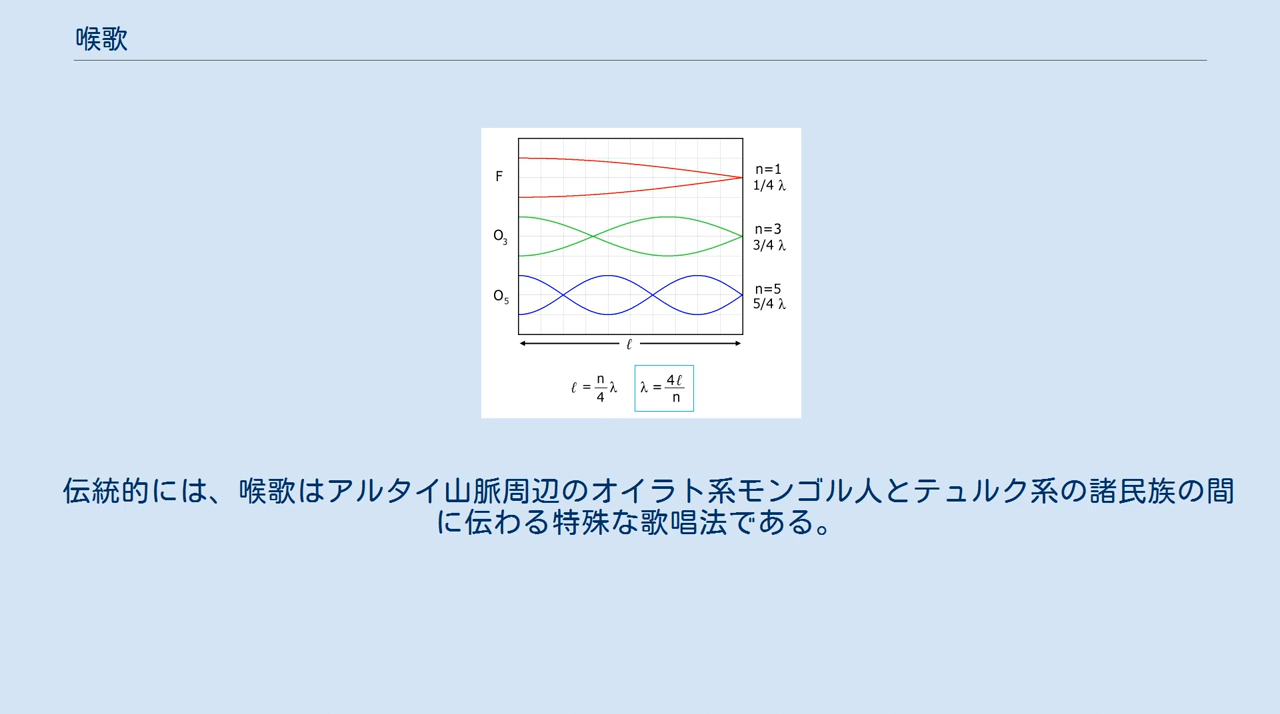 喉歌
F
n=1
1/4 λ
O3
n=3
3/4 λ
O5
n=5
5/4 λ
ℓ
ℓ = n/4 λ
λ = 4ℓ/n
伝統的には、喉歌はアルタイ山脈周辺のオイラト系モンゴル人とテュルク系の諸民族の間
に伝わる特殊な歌唱法である。